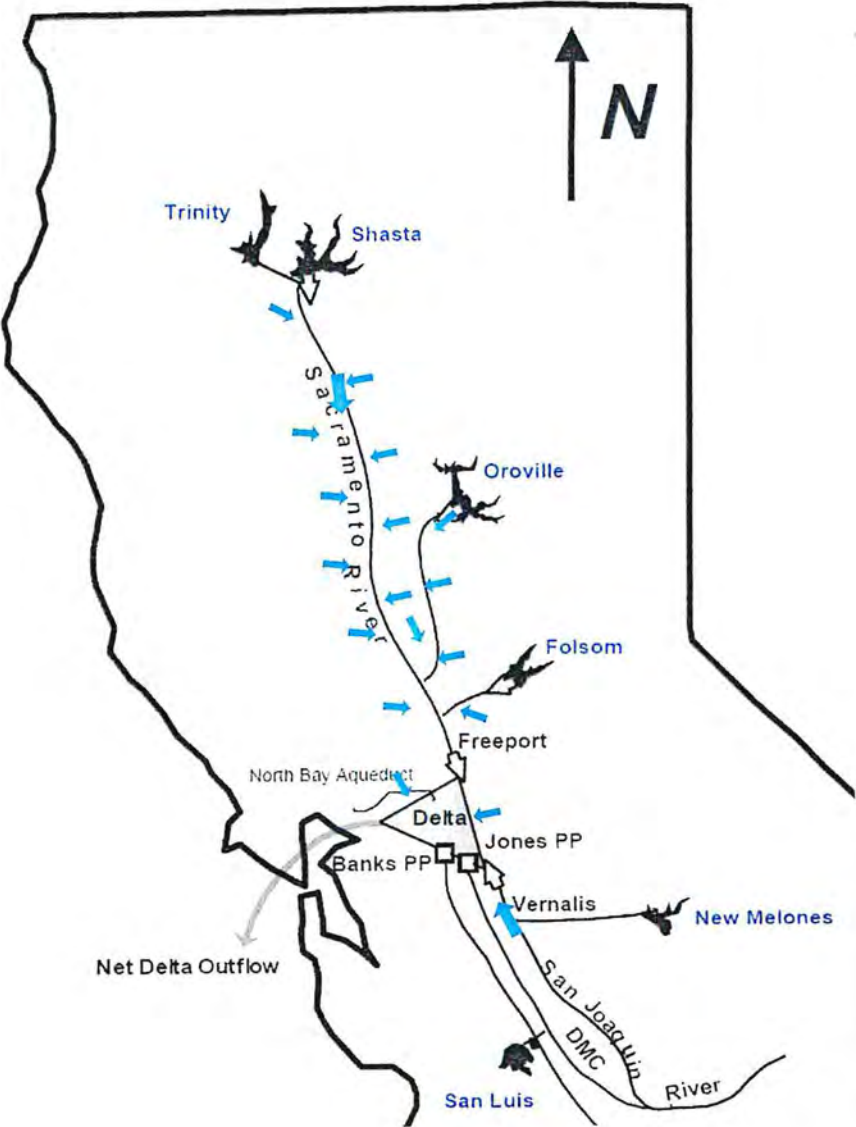 N
Trinity
Shasta
Sacramento River
Oroville
Folsom
Freeport
North Bay Aqueduct
Delta
Jones PP
Banks PP
Vernalis
New Melones
Net Delta Outflow
San Joaquin
DMC
River
San Luis